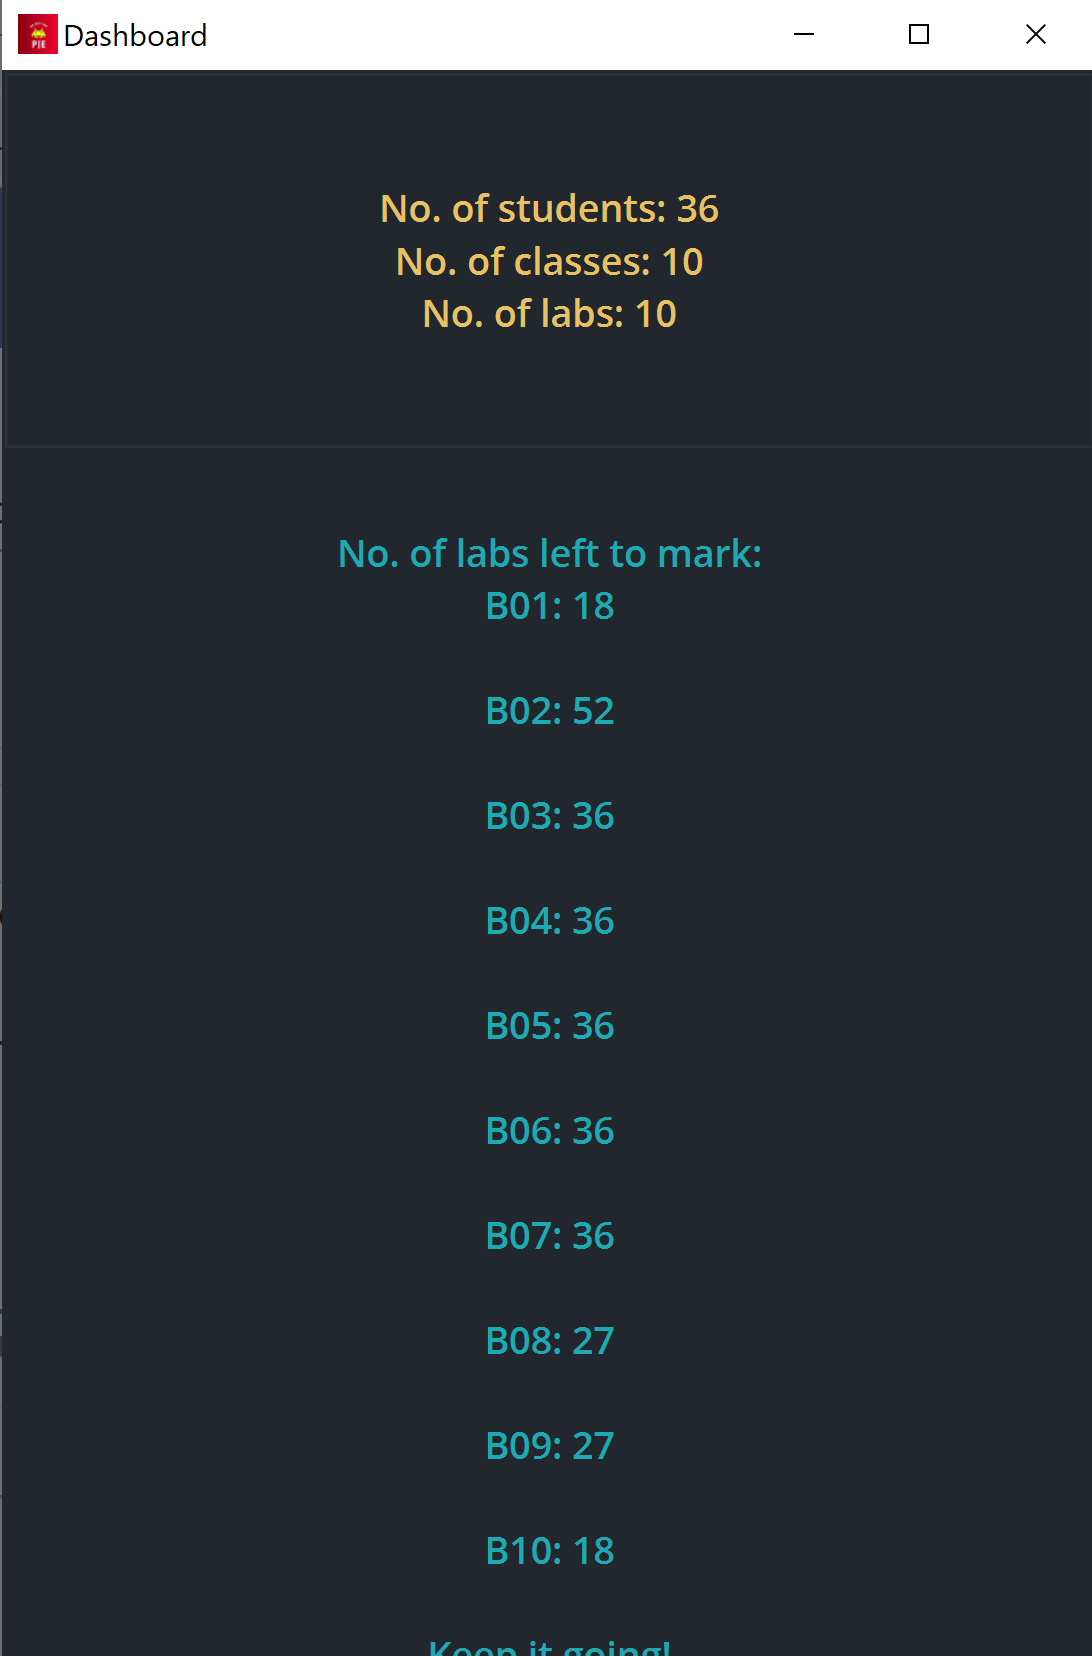 PIE
Dashboard
No. of students: 36
No. of classes: 10
No. of labs: 10
No. of labs left to mark:
B01: 18
B02: 52
B03: 36
B04: 36
B05: 36
B06: 36
B07: 36
B08: 27
B09: 27
B10: 18
Keep it going!